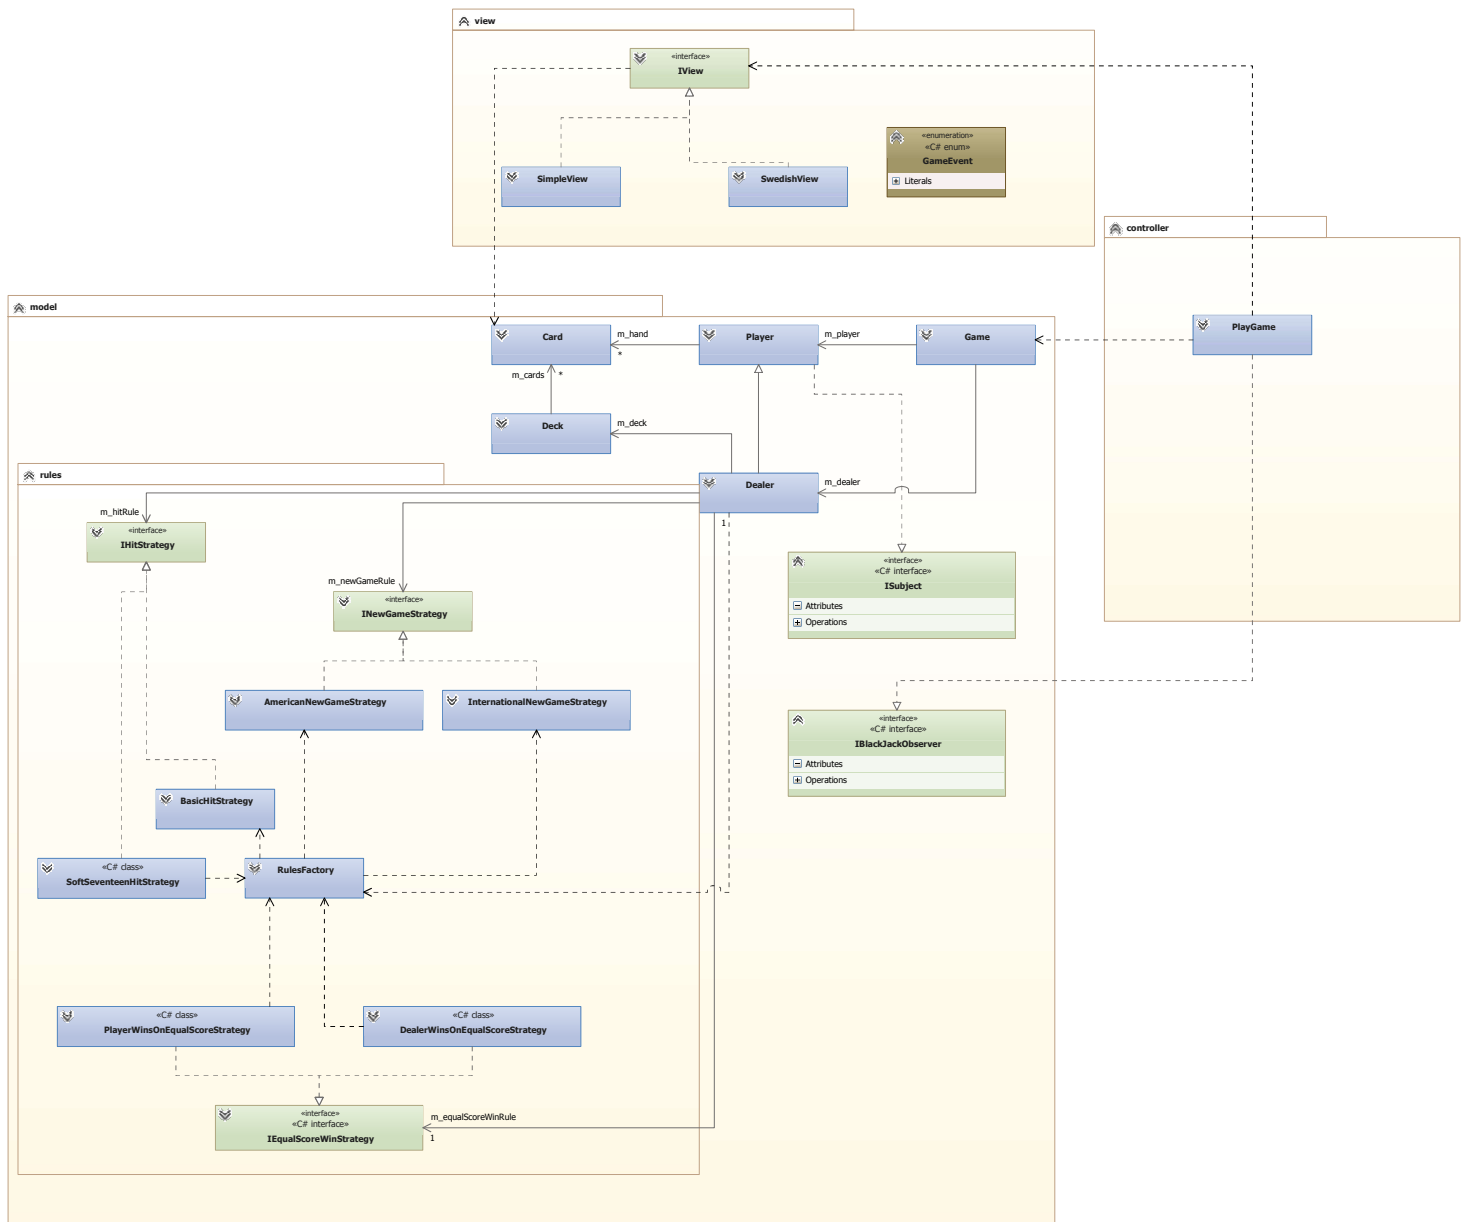 view
«interface»
IView
«enumeration»
«C# enum»
GameEvent
Literals
SimpleView
SwedishView
controller
PlayGame
model
Card
m_hand
*
Player
m_player
Game
m_cards
*
Deck
m_deck
rules
Dealer
m_dealer
1
m_hitRule
«interface»
IHitStrategy
m_newGameRule
«interface»
INewGameStrategy
«interface»
«C# interface»
ISubject
Attributes
Operations
AmericanNewGameStrategy
InternationalNewGameStrategy
«interface»
«C# interface»
IBlackJackObserver
Attributes
Operations
BasicHitStrategy
«C# class»
SoftSeventeenHitStrategy
RulesFactory
«C# class»
PlayerWinsOnEqualScoreStrategy
«C# class»
DealerWinsOnEqualScoreStrategy
«interface»
«C# interface»
IEqualScoreWinStrategy
m_equalScoreWinRule
1